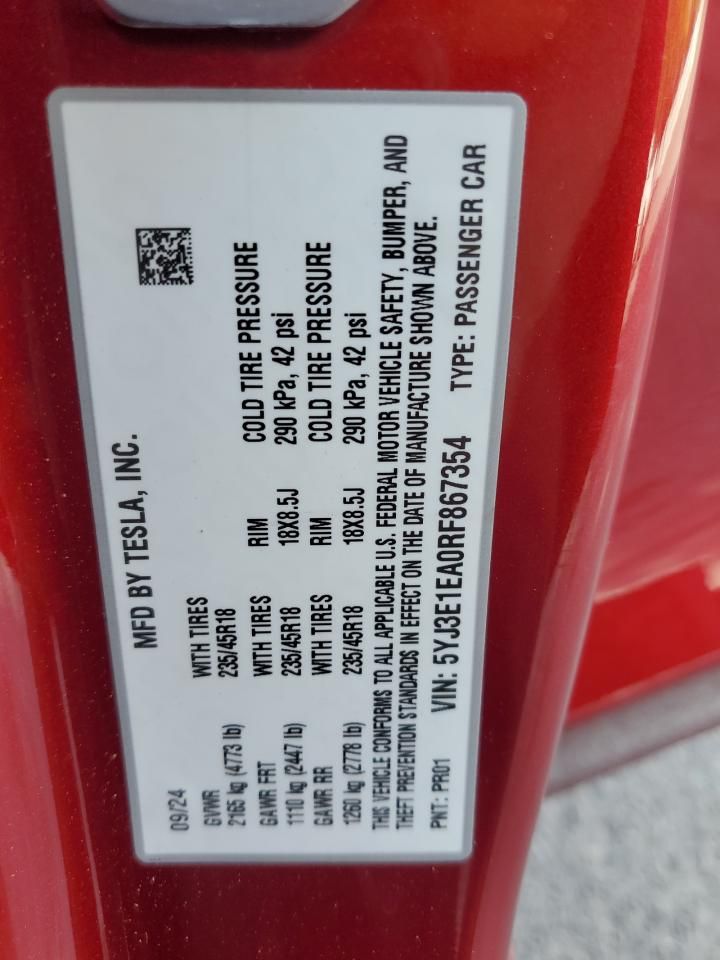 MFD BY TESLA, INC.
09/24
GVWR WITH TIRES
2165 kg (4773 lb) 235/45R18
GAWR FRT WITH TIRES RIM COLD TIRE PRESSURE
1110 kg (2447 lb) 235/45R18 18X8.5J 290 kPa, 42 psi
GAWR RR WITH TIRES RIM COLD TIRE PRESSURE
1260 kg (2778 lb) 235/45R18 18X8.5J 290 kPa, 42 psi
THIS VEHICLE CONFORMS TO ALL APPLICABLE U.S. FEDERAL MOTOR VEHICLE SAFETY, BUMPER, AND
THEFT PREVENTION STANDARDS IN EFFECT ON THE DATE OF MANUFACTURE SHOWN ABOVE.
PNT: PR01 VIN: 5YJ3E1EA0RF867354 TYPE: PASSENGER CAR